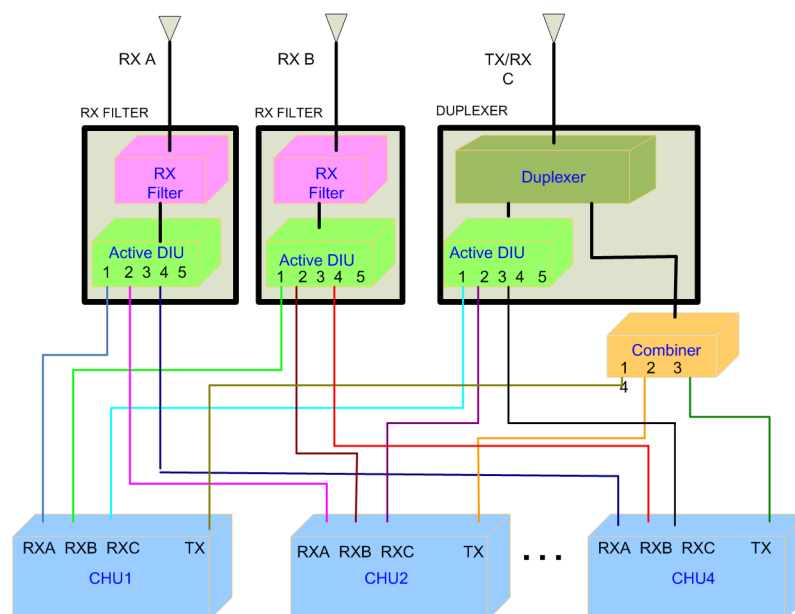 RX A
RX B
TX/RX
C
RX FILTER
RX FILTER
DUPLEXER
RX
Filter
RX
Filter
Duplexer
Active DIU
1 2 3 4 5
Active DIU
1 2 3 4 5
Active DIU
1 2 3 4 5
Combiner
1 2 3
4
RXA RXB RXC TX
CHU1
RXA RXB RXC TX
CHU2
...
RXA RXB RXC TX
CHU4